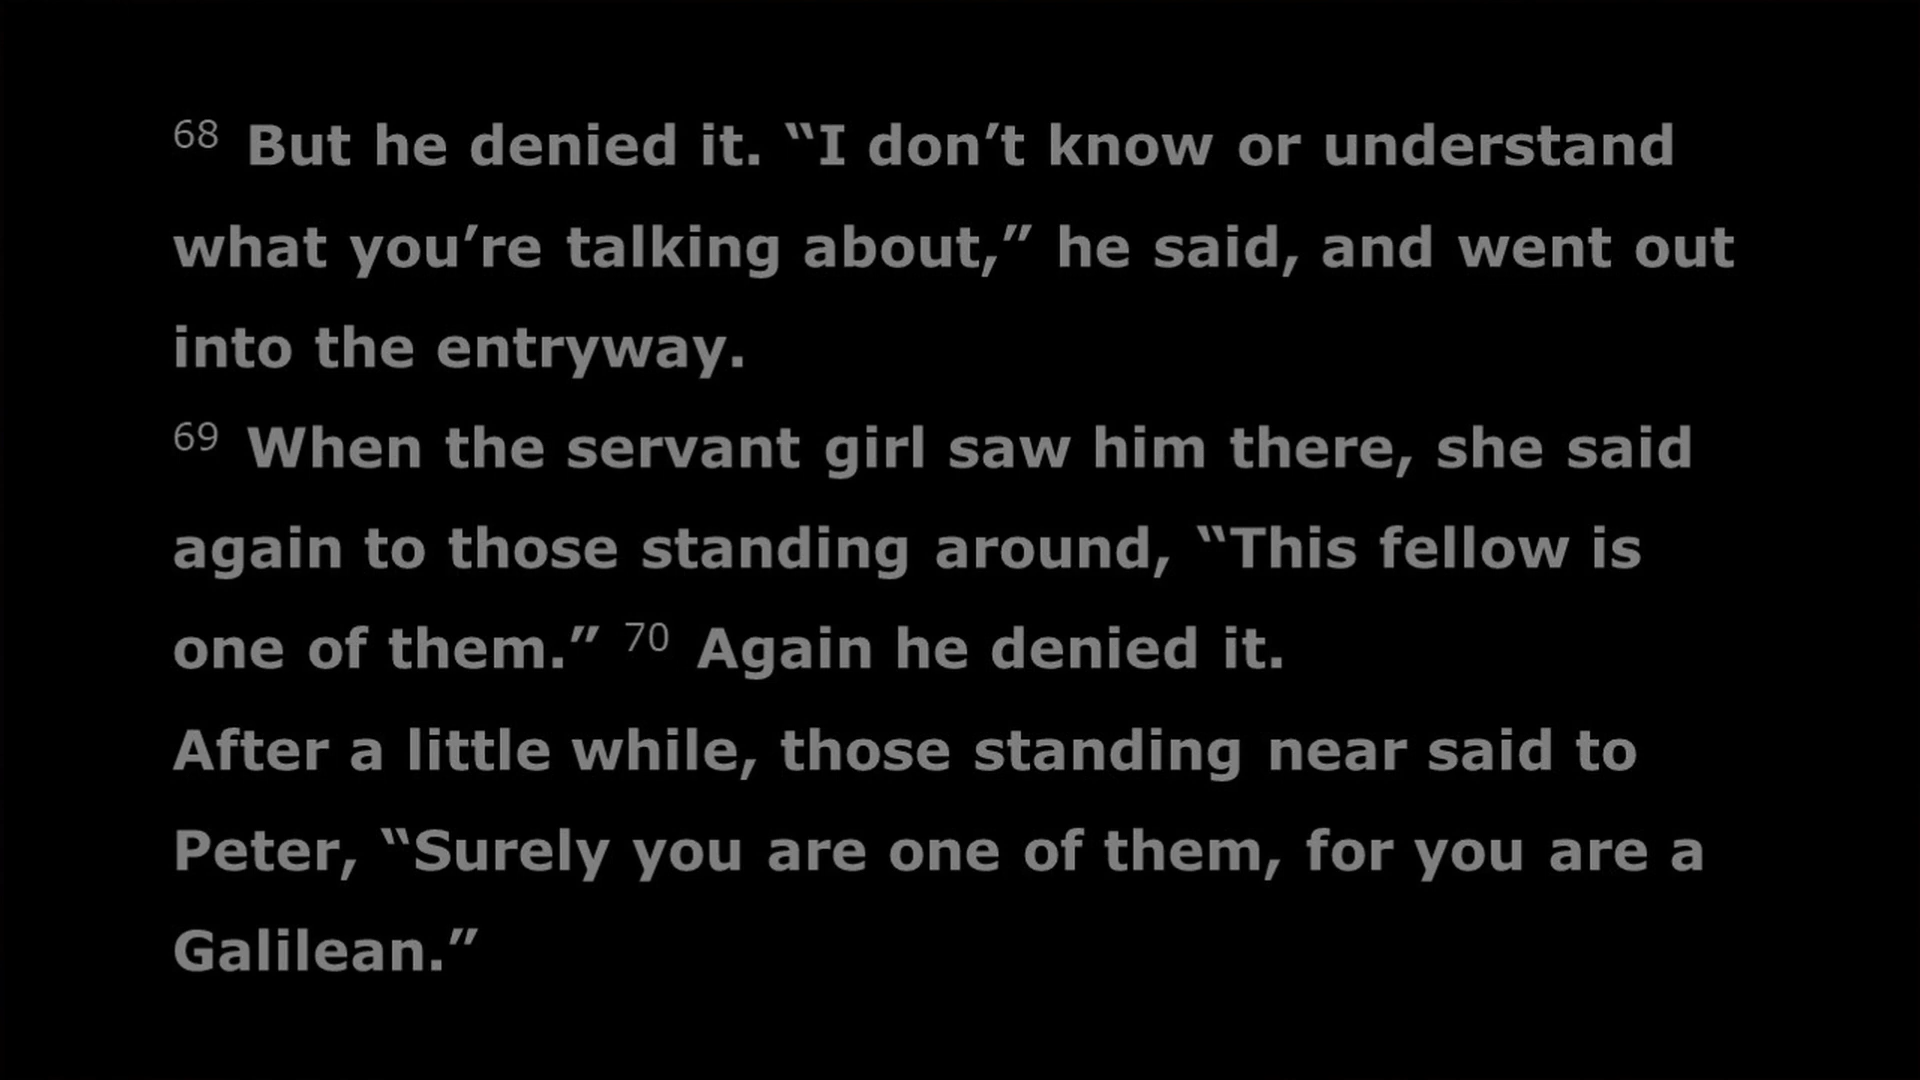 68 But he denied it. “I don’t know or understand
what you’re talking about,” he said, and went out
into the entryway.
69 When the servant girl saw him there, she said
again to those standing around, “This fellow is
one of them.” 70 Again he denied it.
After a little while, those standing near said to
Peter, “Surely you are one of them, for you are a
Galilean.”